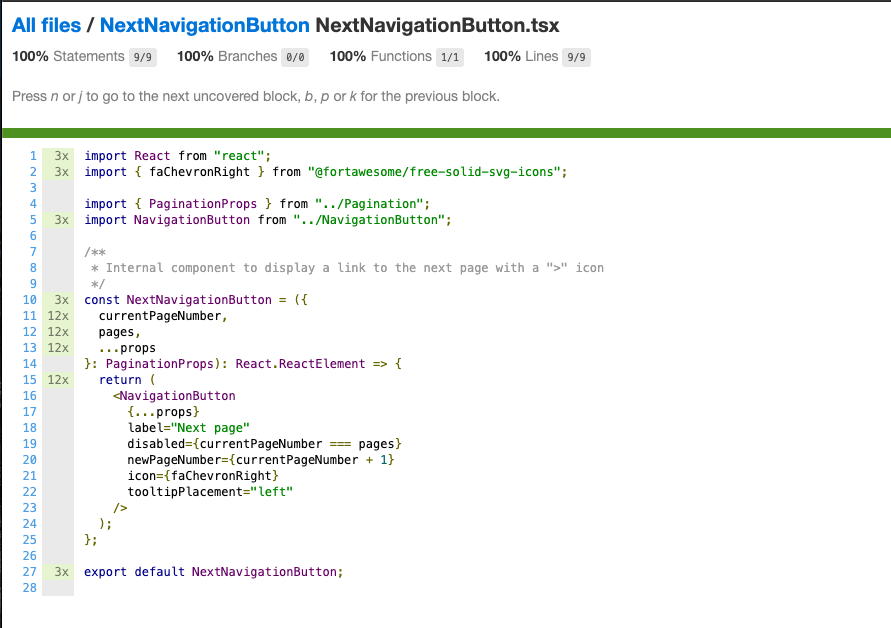 All files / NextNavigationButton NextNavigationButton.tsx
100% Statements 9/9 100% Branches 0/0 100% Functions 1/1 100% Lines 9/9
Press n or j to go to the next uncovered block, b, p or k for the previous block.
1 3x import React from "react";
2 3x import { faChevronRight } from "@fortawesome/free-solid-svg-icons";
3
4 import { PaginationProps } from "../Pagination";
5 3x import NavigationButton from "../NavigationButton";
6
7 /**
8  * Internal component to display a link to the next page with a ">" icon
9  */
10 3x const NextNavigationButton = ({
11 12x   currentPageNumber,
12 12x   pages,
13 12x   ...props
14 }: PaginationProps): React.ReactElement => {
15 12x   return (
16     <NavigationButton
17       {...props}
18       label="Next page"
19       disabled={currentPageNumber === pages}
20       newPageNumber={currentPageNumber + 1}
21       icon={faChevronRight}
22       tooltipPlacement="left"
23     />
24   );
25 };
26
27 3x export default NextNavigationButton;
28